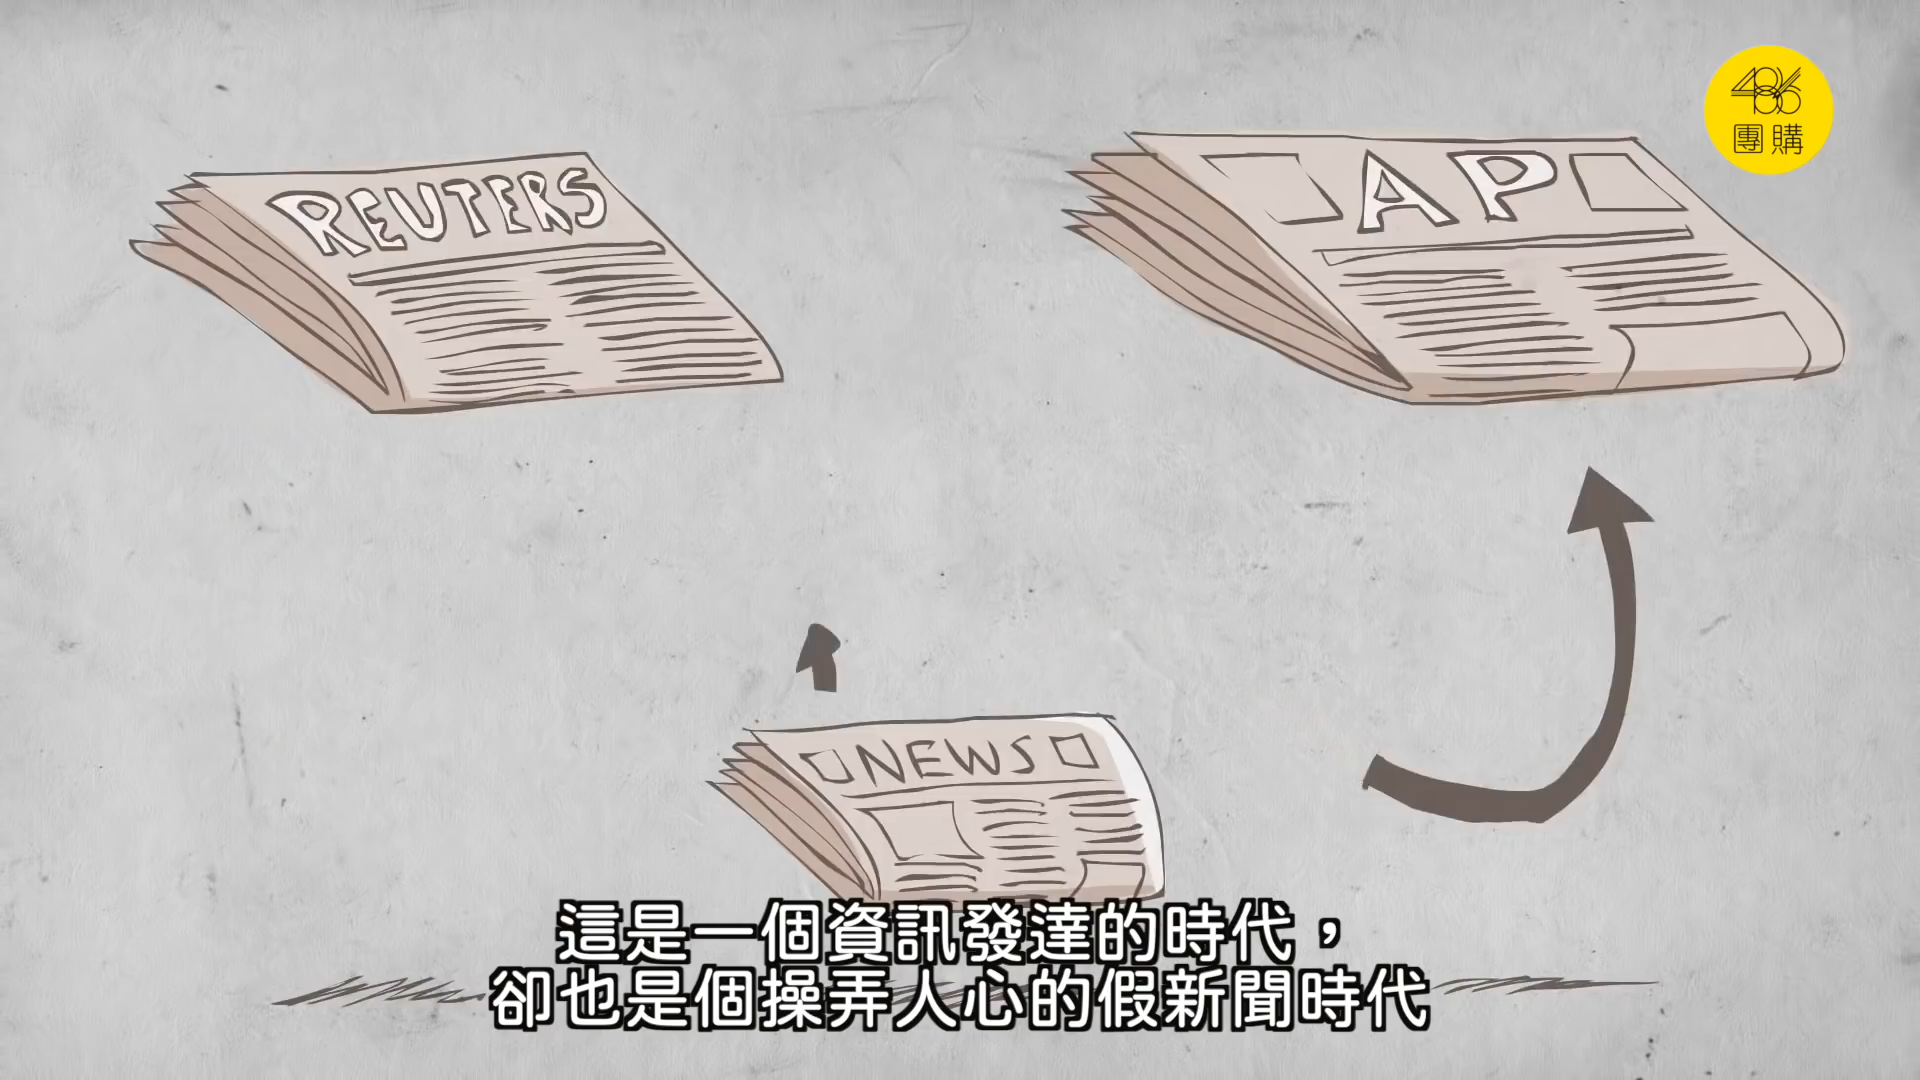 486
團購
REUTERS
AP
NEWS
這是一個資訊發達的時代，
卻也是個操弄人心的假新聞時代